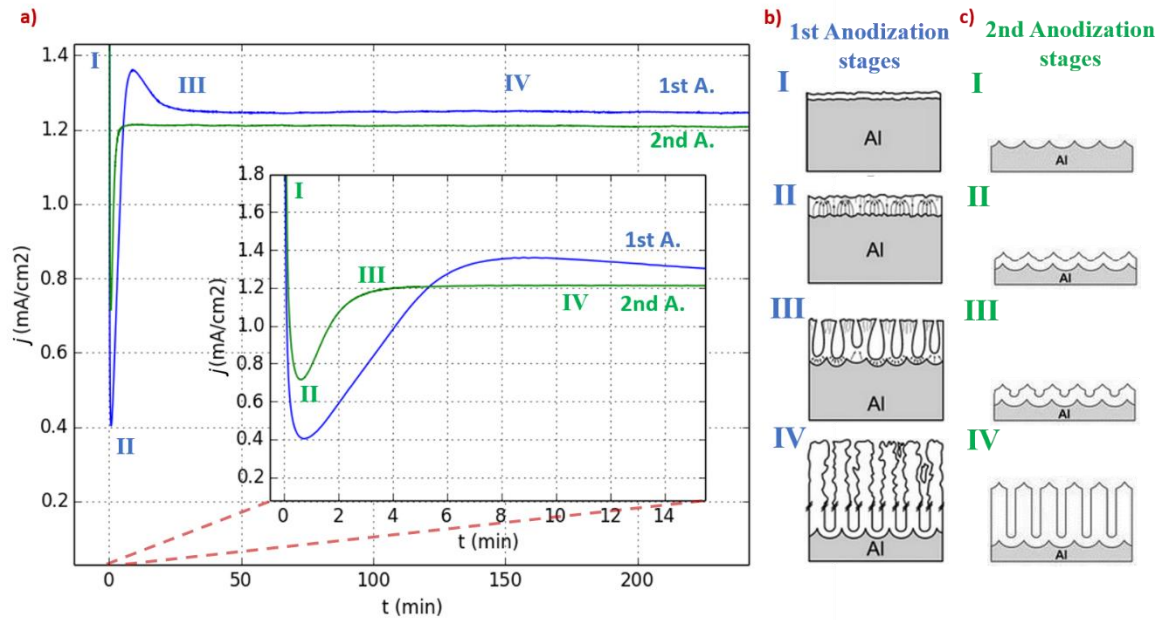 a)
I
III
IV
1st A.
2nd A.
II
j (mA/cm2)
1.4
1.2
1.0
0.8
0.6
0.4
0.2
0 50 100 150 200
t (min)
I
1st A.
III
IV
2nd A.
II
j (mA/cm2)
1.8
1.6
1.4
1.2
1.0
0.8
0.6
0.4
0.2
0 2 4 6 8 10 12 14
t (min)
b)
1st Anodization
stages
I
Al
II
Al
III
Al
IV
Al
c)
2nd Anodization
stages
I
Al
II
Al
III
Al
IV
Al